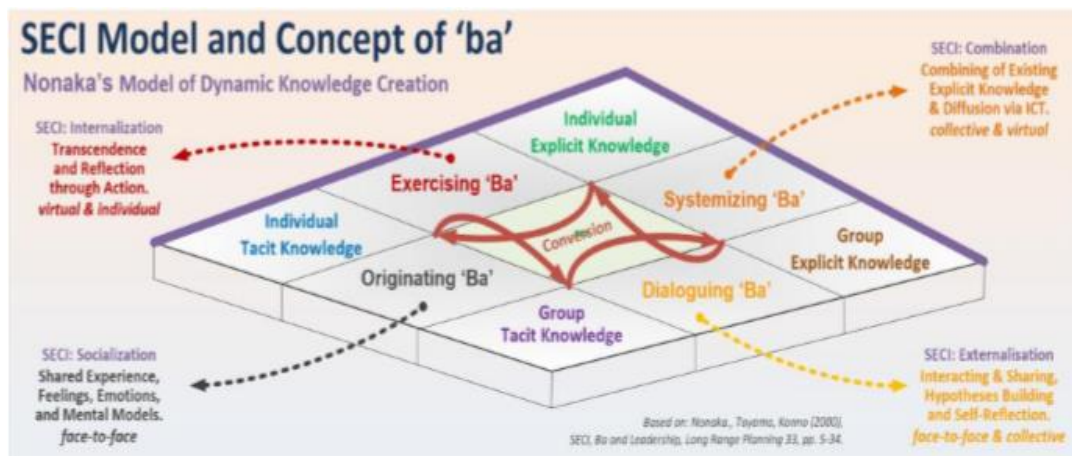 SECI Model and Concept of 'ba'
Nonaka's Model of Dynamic Knowledge Creation
SECI: Combination
Combining of Existing
Explicit Knowledge
& Diffusion via ICT.
collective & virtual
SECI: Internalization
Transcendence
and Reflection
through Action.
virtual & individual
Individual
Explicit Knowledge
Exercising 'Ba'
Systemizing 'Ba'
Individual
Tacit Knowledge
Conversion
Group
Explicit Knowledge
Originating 'Ba'
Dialoguing 'Ba'
Group
Tacit Knowledge
SECI: Socialization
Shared Experience,
Feelings, Emotions,
and Mental Models.
face-to-face
SECI: Externalisation
Interacting & Sharing,
Hypotheses Building
and Self-Reflection.
face-to-face & collective
Based on: Nonaka., Toyama, Konno (2000),
SECI, Ba and Leadership, Long Range Planning 33, pp. 5-34.